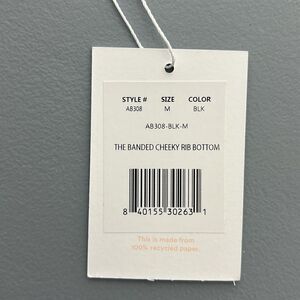 STYLE # SIZE COLOR
AB308 M BLK
AB308-BLK-M
THE BANDED CHEEKY RIB BOTTOM
8 40155 30263 1
This is made from
100% recycled paper.